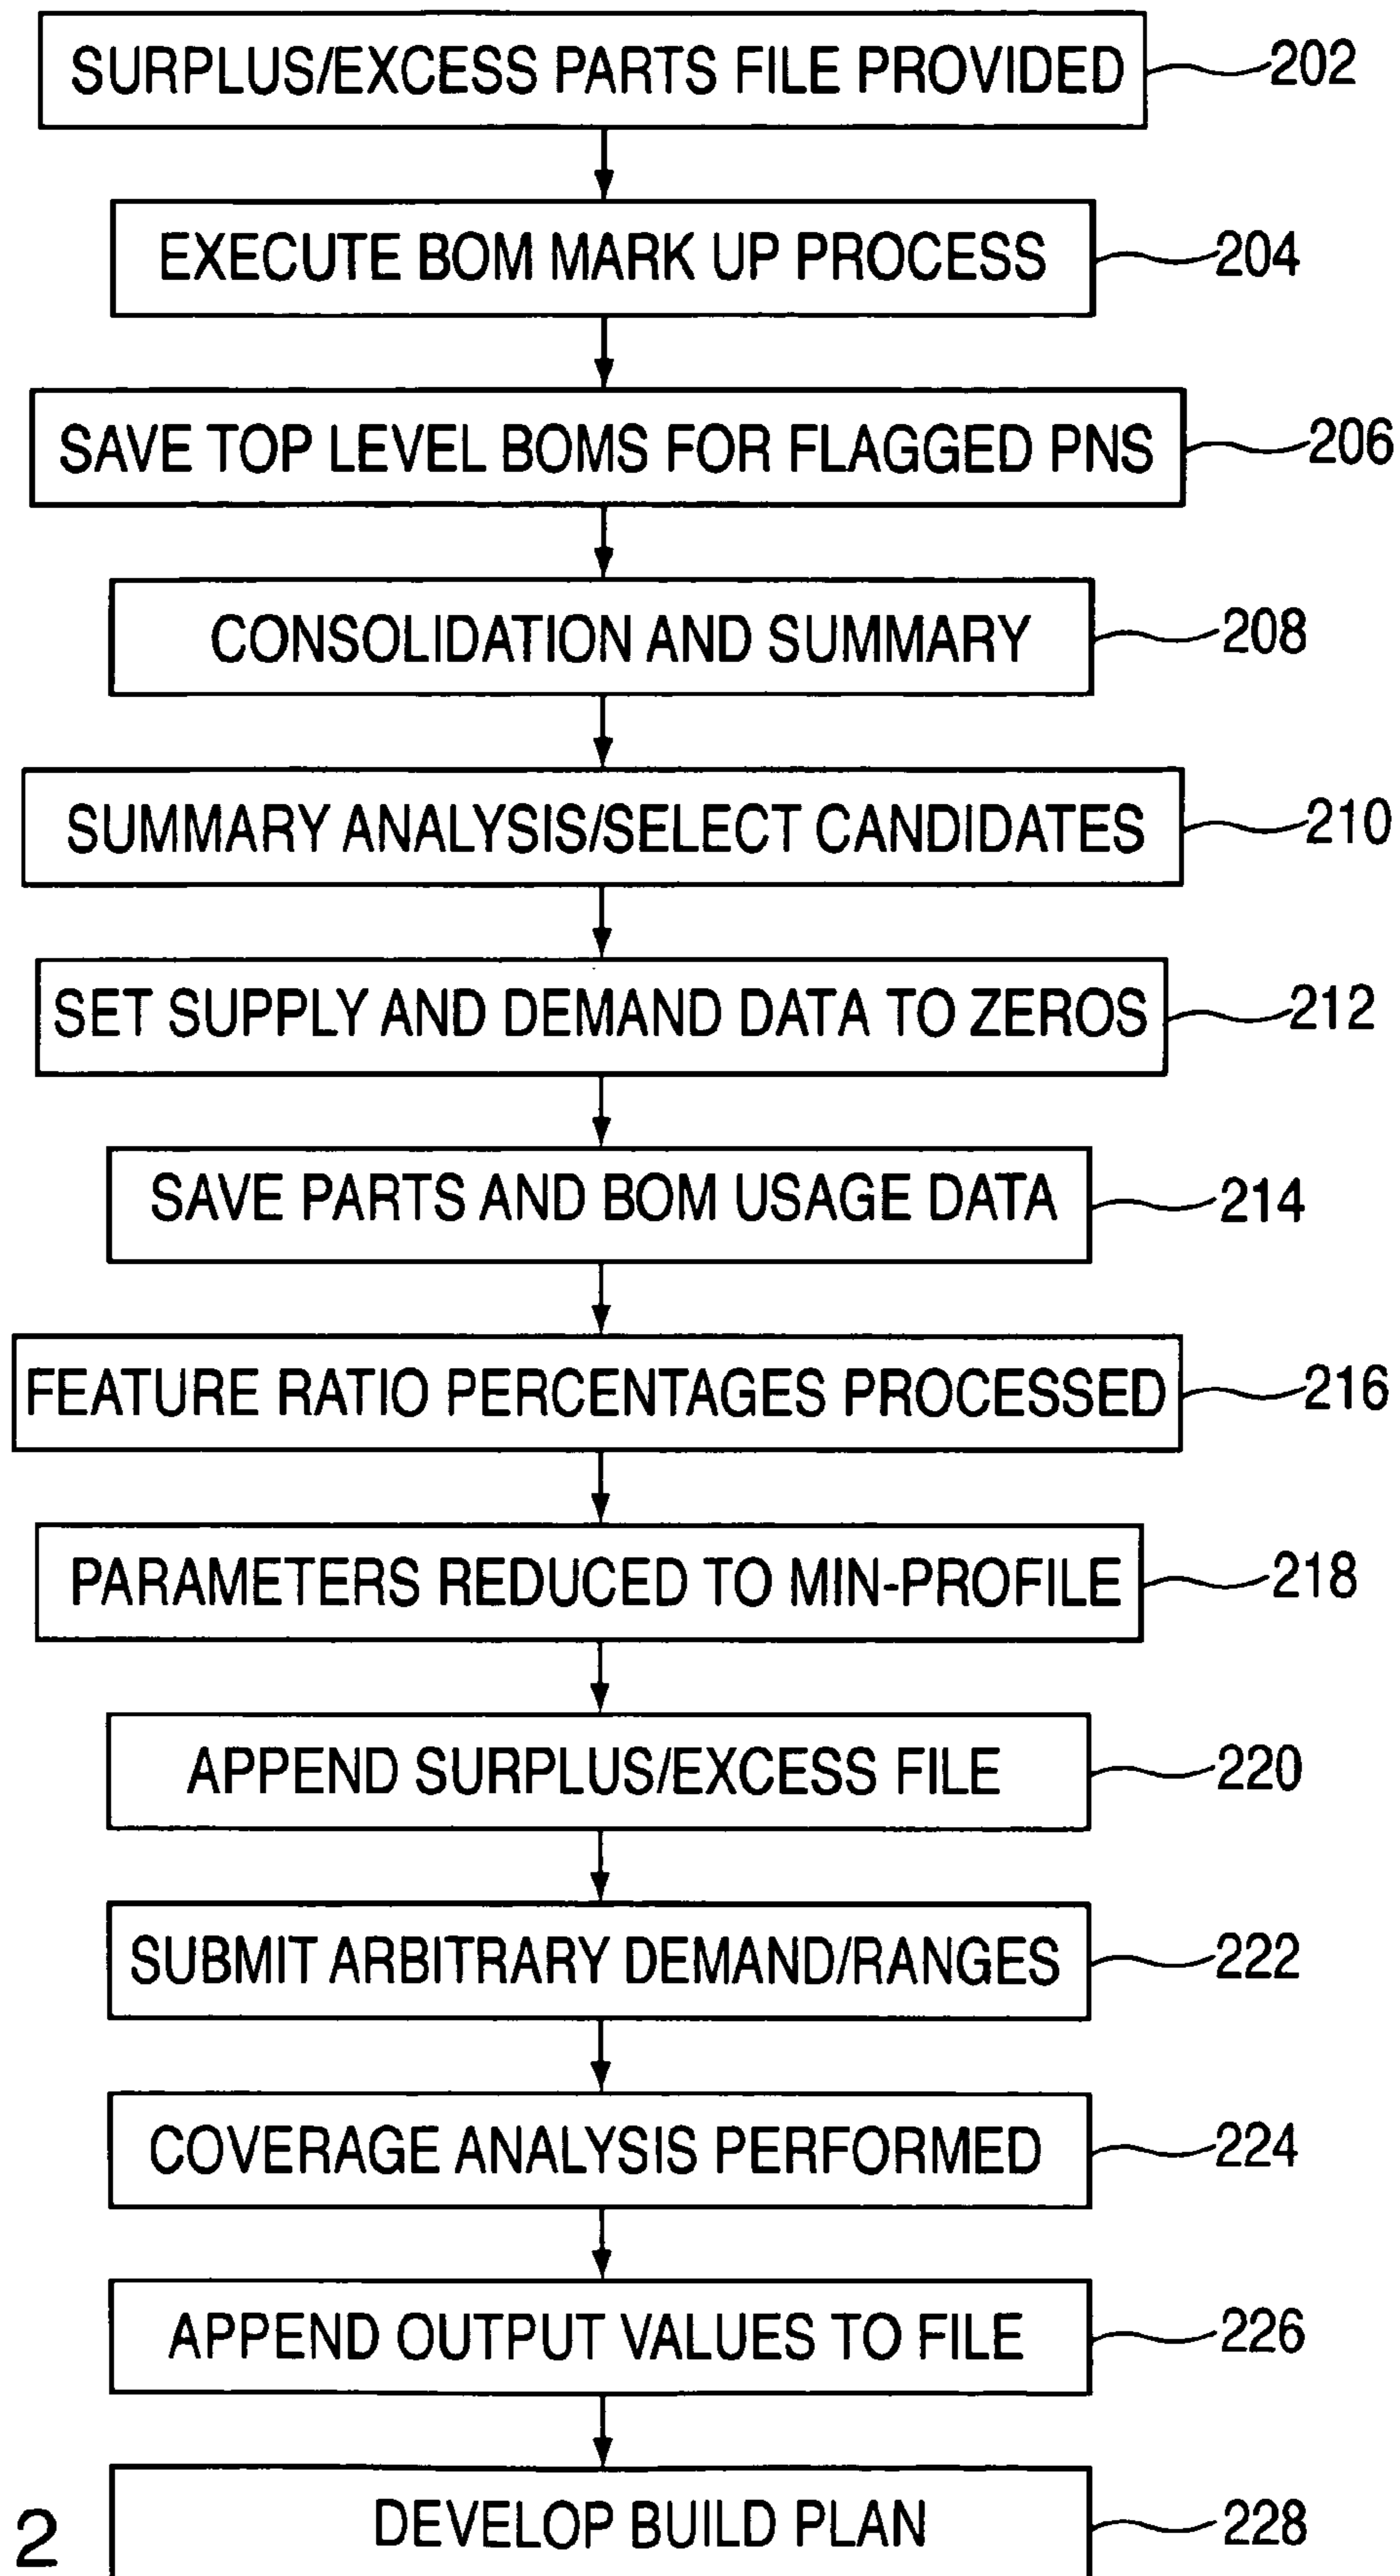 SURPLUS/EXCESS PARTS FILE PROVIDED 202
EXECUTE BOM MARK UP PROCESS 204
SAVE TOP LEVEL BOMS FOR FLAGGED PNS 206
CONSOLIDATION AND SUMMARY 208
SUMMARY ANALYSIS/SELECT CANDIDATES 210
SET SUPPLY AND DEMAND DATA TO ZEROS 212
SAVE PARTS AND BOM USAGE DATA 214
FEATURE RATIO PERCENTAGES PROCESSED 216
PARAMETERS REDUCED TO MIN-PROFILE 218
APPEND SURPLUS/EXCESS FILE 220
SUBMIT ARBITRARY DEMAND/RANGES 222
COVERAGE ANALYSIS PERFORMED 224
APPEND OUTPUT VALUES TO FILE 226
2 DEVELOP BUILD PLAN 228